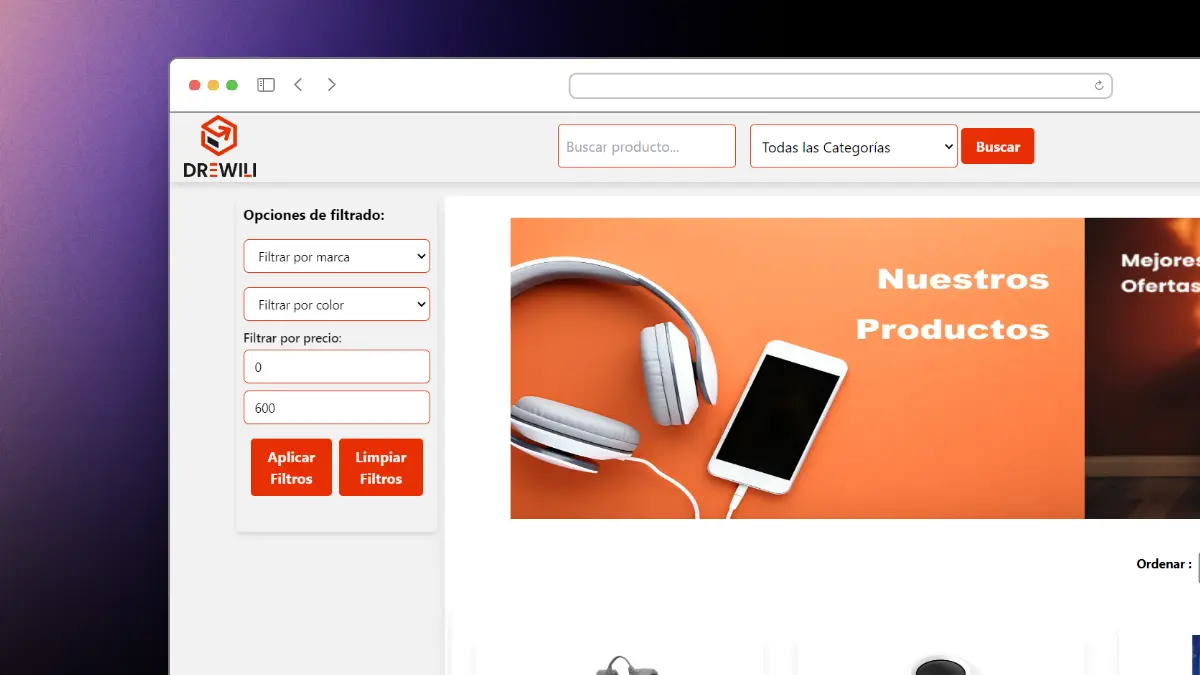 DREWILI
Buscar producto...
Todas las Categorías
Buscar
Opciones de filtrado:
Filtrar por marca
Filtrar por color
Filtrar por precio:
0
600
Aplicar
Filtros
Limpiar
Filtros
Nuestros
Productos
Mejores
Ofertas
Ordenar :